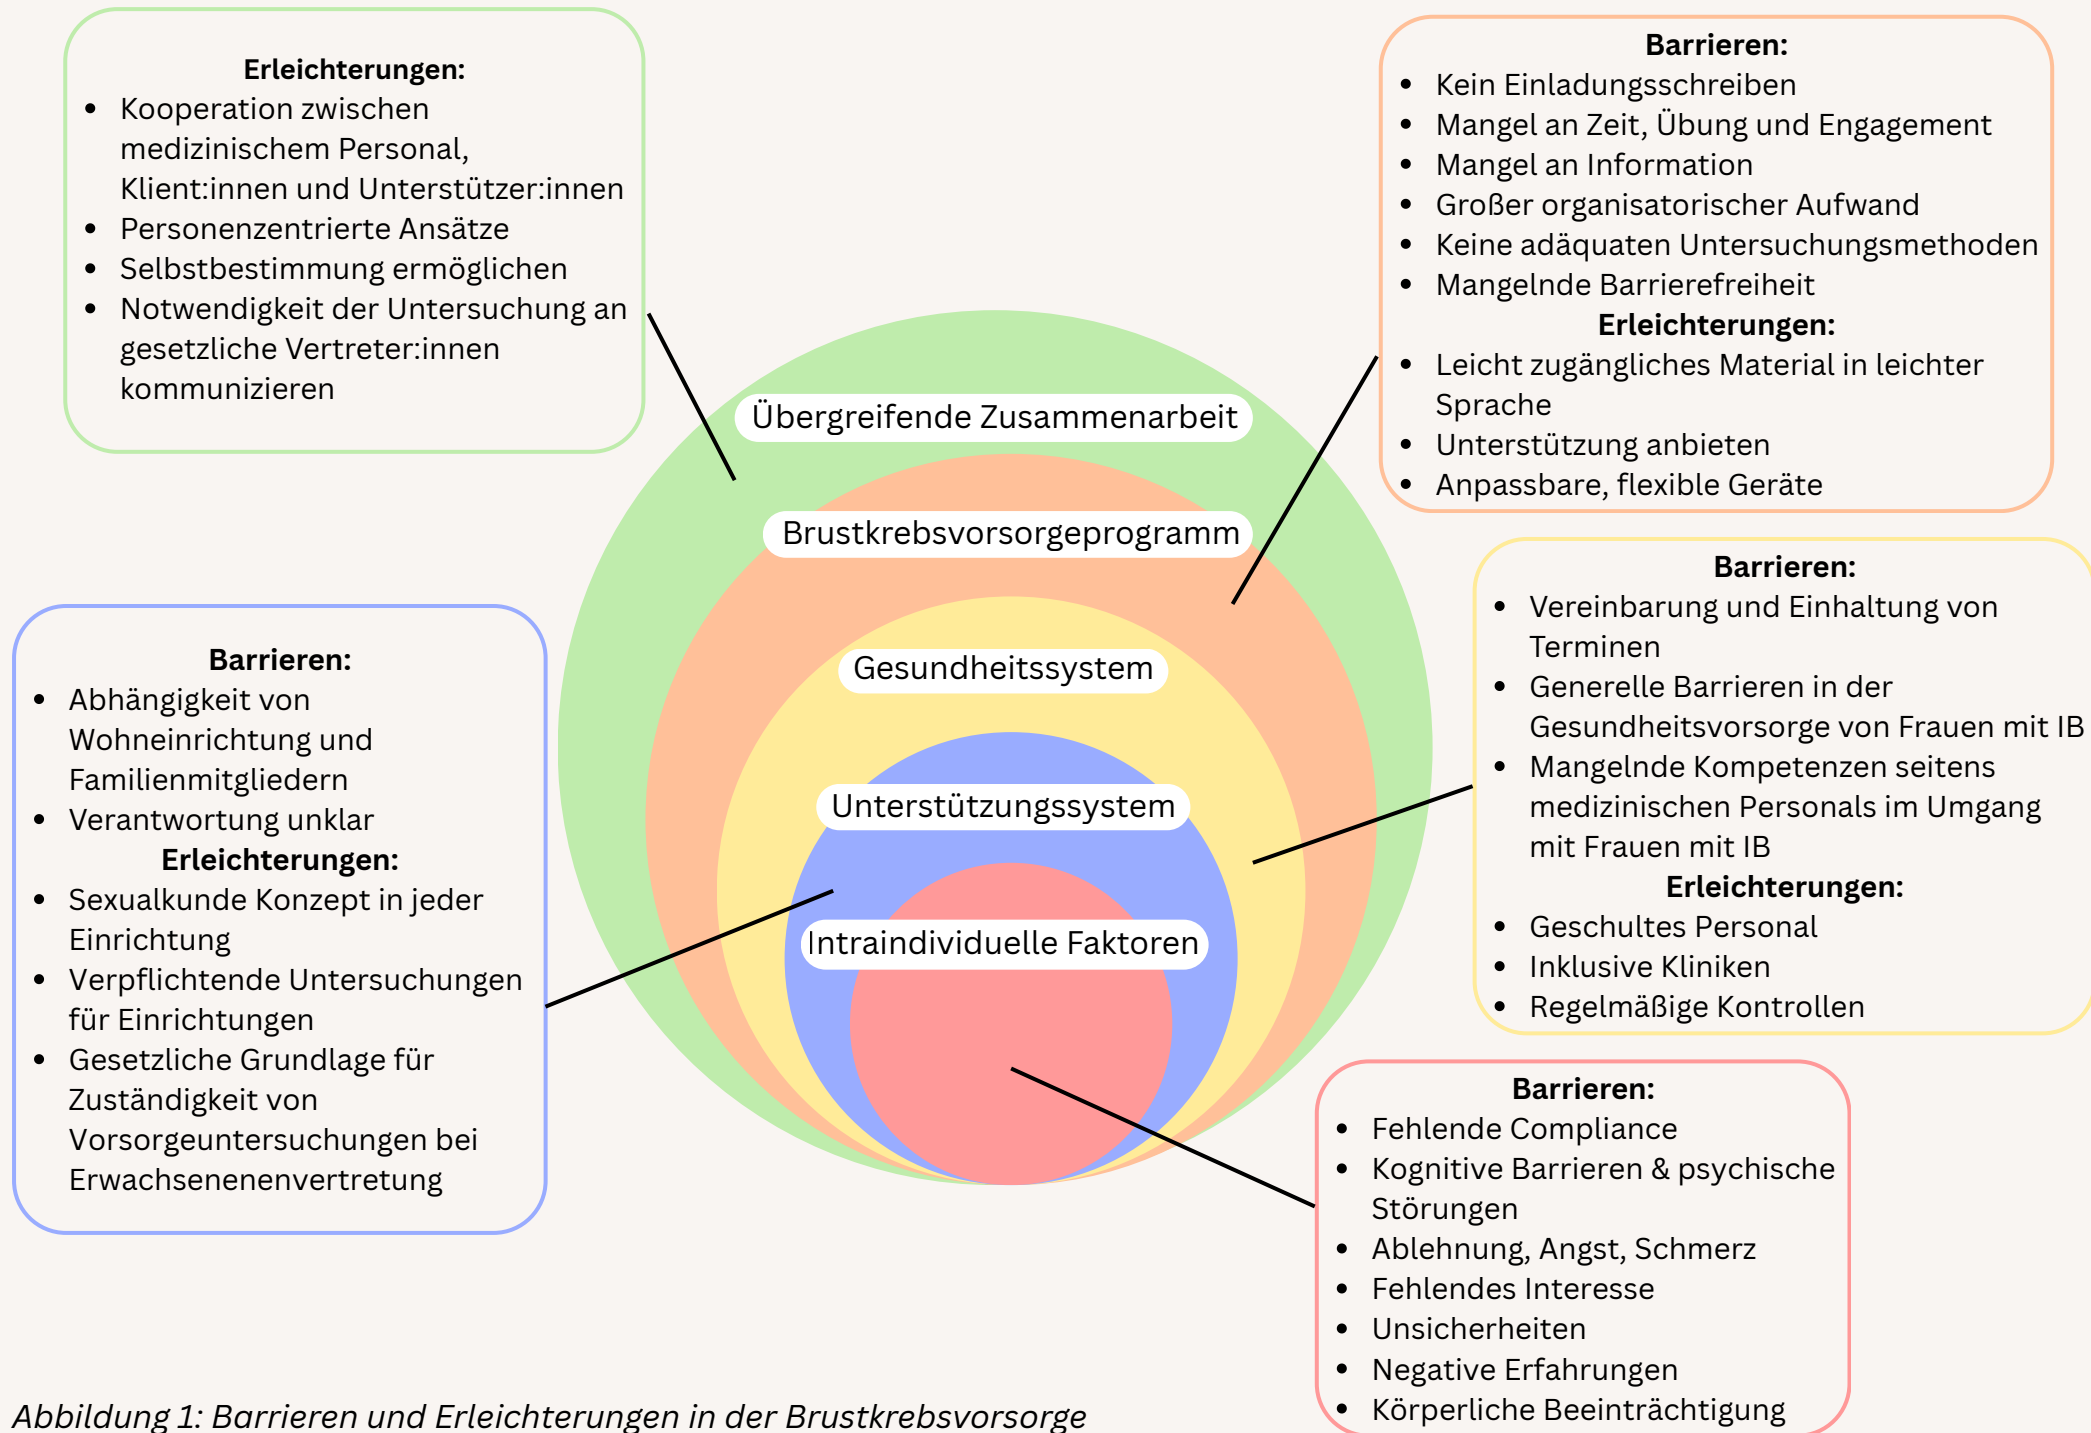 Erleichterungen:
• Kooperation zwischen
medizinischem Personal,
Klient:innen und Unterstützer:innen
• Personenzentrierte Ansätze
• Selbstbestimmung ermöglichen
• Notwendigkeit der Untersuchung an
gesetzliche Vertreter:innen
kommunizieren
Barrieren:
• Kein Einladungsschreiben
• Mangel an Zeit, Übung und Engagement
• Mangel an Information
• Großer organisatorischer Aufwand
• Keine adäquaten Untersuchungsmethoden
• Mangelnde Barrierefreiheit
Erleichterungen:
• Leicht zugängliches Material in leichter
Sprache
• Unterstützung anbieten
• Anpassbare, flexible Geräte
Übergreifende Zusammenarbeit
Brustkrebsvorsorgeprogramm
Gesundheitssystem
Unterstützungssystem
Intraindividuelle Faktoren
Barrieren:
• Abhängigkeit von
Wohneinrichtung und
Familienmitgliedern
• Verantwortung unklar
Erleichterungen:
• Sexualkunde Konzept in jeder
Einrichtung
• Verpflichtende Untersuchungen
für Einrichtungen
• Gesetzliche Grundlage für
Zuständigkeit von
Vorsorgeuntersuchungen bei
Erwachsenenenvertretung
Barrieren:
• Vereinbarung und Einhaltung von
Terminen
• Generelle Barrieren in der
Gesundheitsvorsorge von Frauen mit IB
• Mangelnde Kompetenzen seitens
medizinischen Personals im Umgang
mit Frauen mit IB
Erleichterungen:
• Geschultes Personal
• Inklusive Kliniken
• Regelmäßige Kontrollen
Barrieren:
• Fehlende Compliance
• Kognitive Barrieren & psychische
Störungen
• Ablehnung, Angst, Schmerz
• Fehlendes Interesse
• Unsicherheiten
• Negative Erfahrungen
• Körperliche Beeinträchtigung
Abbildung 1: Barrieren und Erleichterungen in der Brustkrebsvorsorge